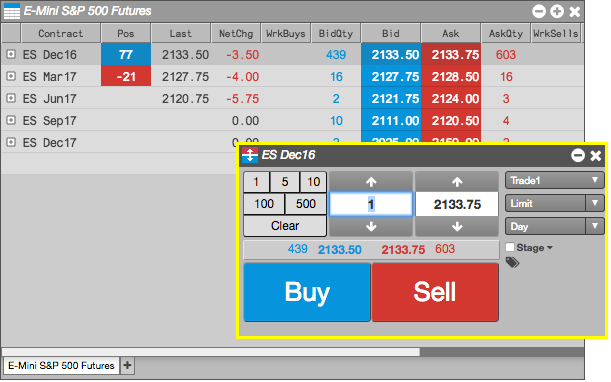 E-Mini S&P 500 Futures
Contract Pos Last NetChg WrkBuys BidQty Bid Ask AskQty WrkSells
ES Dec16 77 2133.50 -3.50 439 2133.50 2133.75 603
ES Mar17 -21 2127.75 -4.00 16 2127.75 2128.50 16
ES Jun17 2120.75 -5.75 2 2121.75 2124.00 3
ES Sep17 0.00 10 2111.00 2120.50 4
ES Dec17 0.00
ES Dec16
1 5 10
100 500
Clear
1
2133.75
Trade1
Limit
Day
Stage
439 2133.50 2133.75 603
Buy Sell
E-Mini S&P 500 Futures